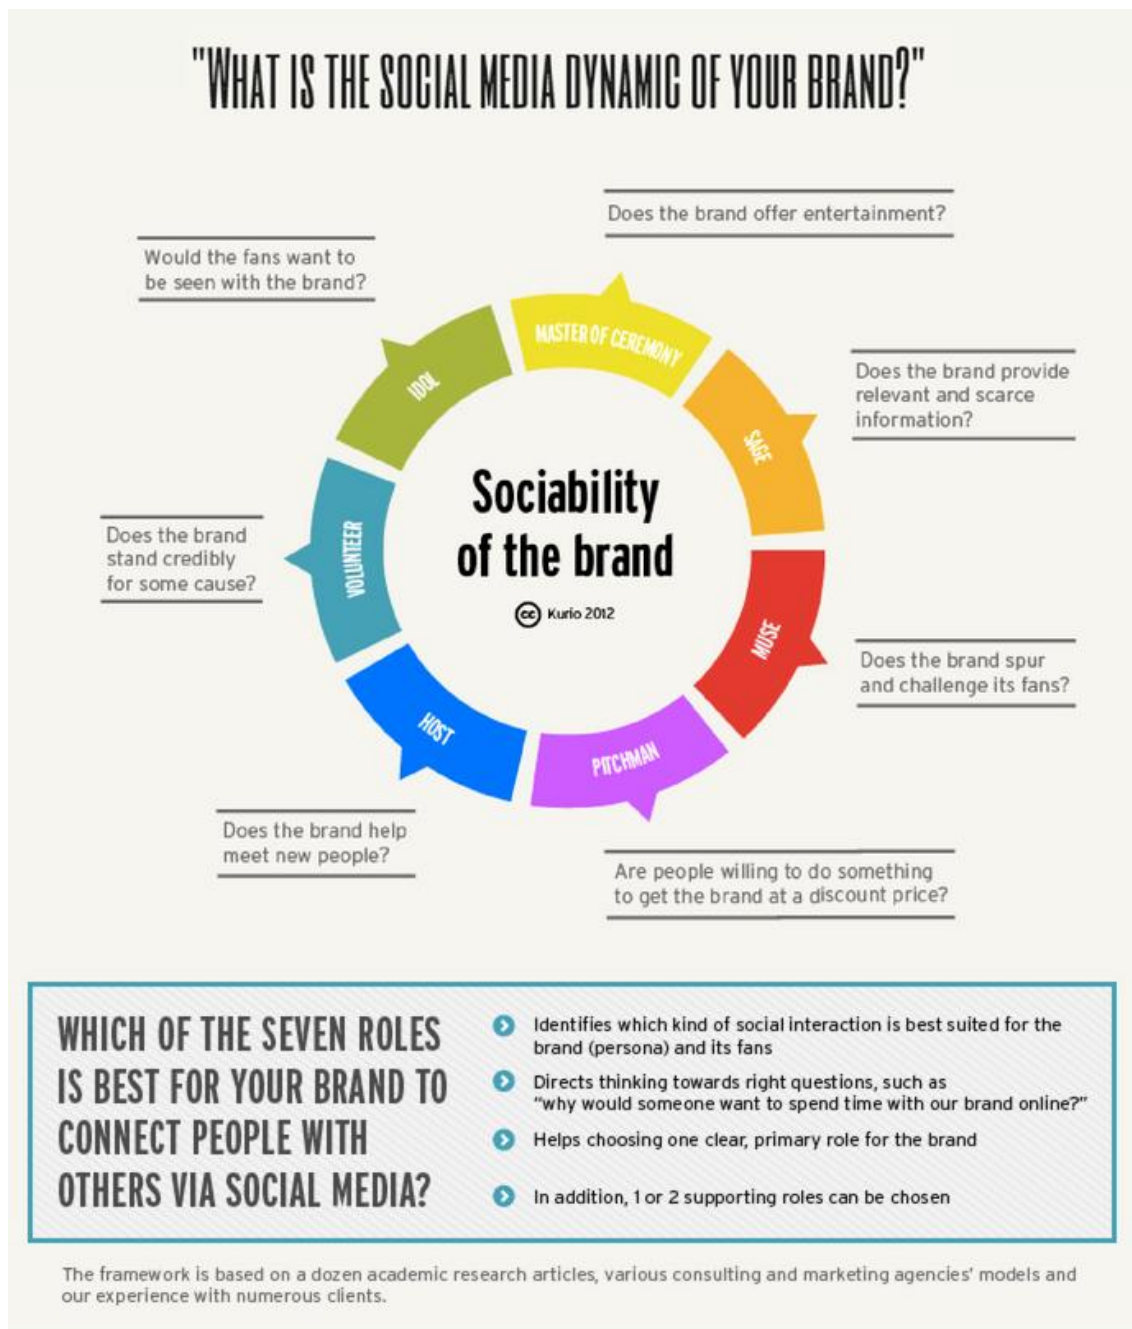 "WHAT IS THE SOCIAL MEDIA DYNAMIC OF YOUR BRAND?"
Does the brand offer entertainment?
Would the fans want to
be seen with the brand?
MASTER OF CEREMONY
IDOL
Does the brand provide
relevant and scarce
information?
SAGE
Sociability
of the brand
cc Kurio 2012
Does the brand
stand credibly
for some cause?
VOLUNTEER
MUSE
Does the brand spur
and challenge its fans?
HOST
PITCHMAN
Does the brand help
meet new people?
Are people willing to do something
to get the brand at a discount price?
WHICH OF THE SEVEN ROLES
IS BEST FOR YOUR BRAND TO
CONNECT PEOPLE WITH
OTHERS VIA SOCIAL MEDIA?
Identifies which kind of social interaction is best suited for the
brand (persona) and its fans
Directs thinking towards right questions, such as
“why would someone want to spend time with our brand online?”
Helps choosing one clear, primary role for the brand
In addition, 1 or 2 supporting roles can be chosen
The framework is based on a dozen academic research articles, various consulting and marketing agencies' models and
our experience with numerous clients.